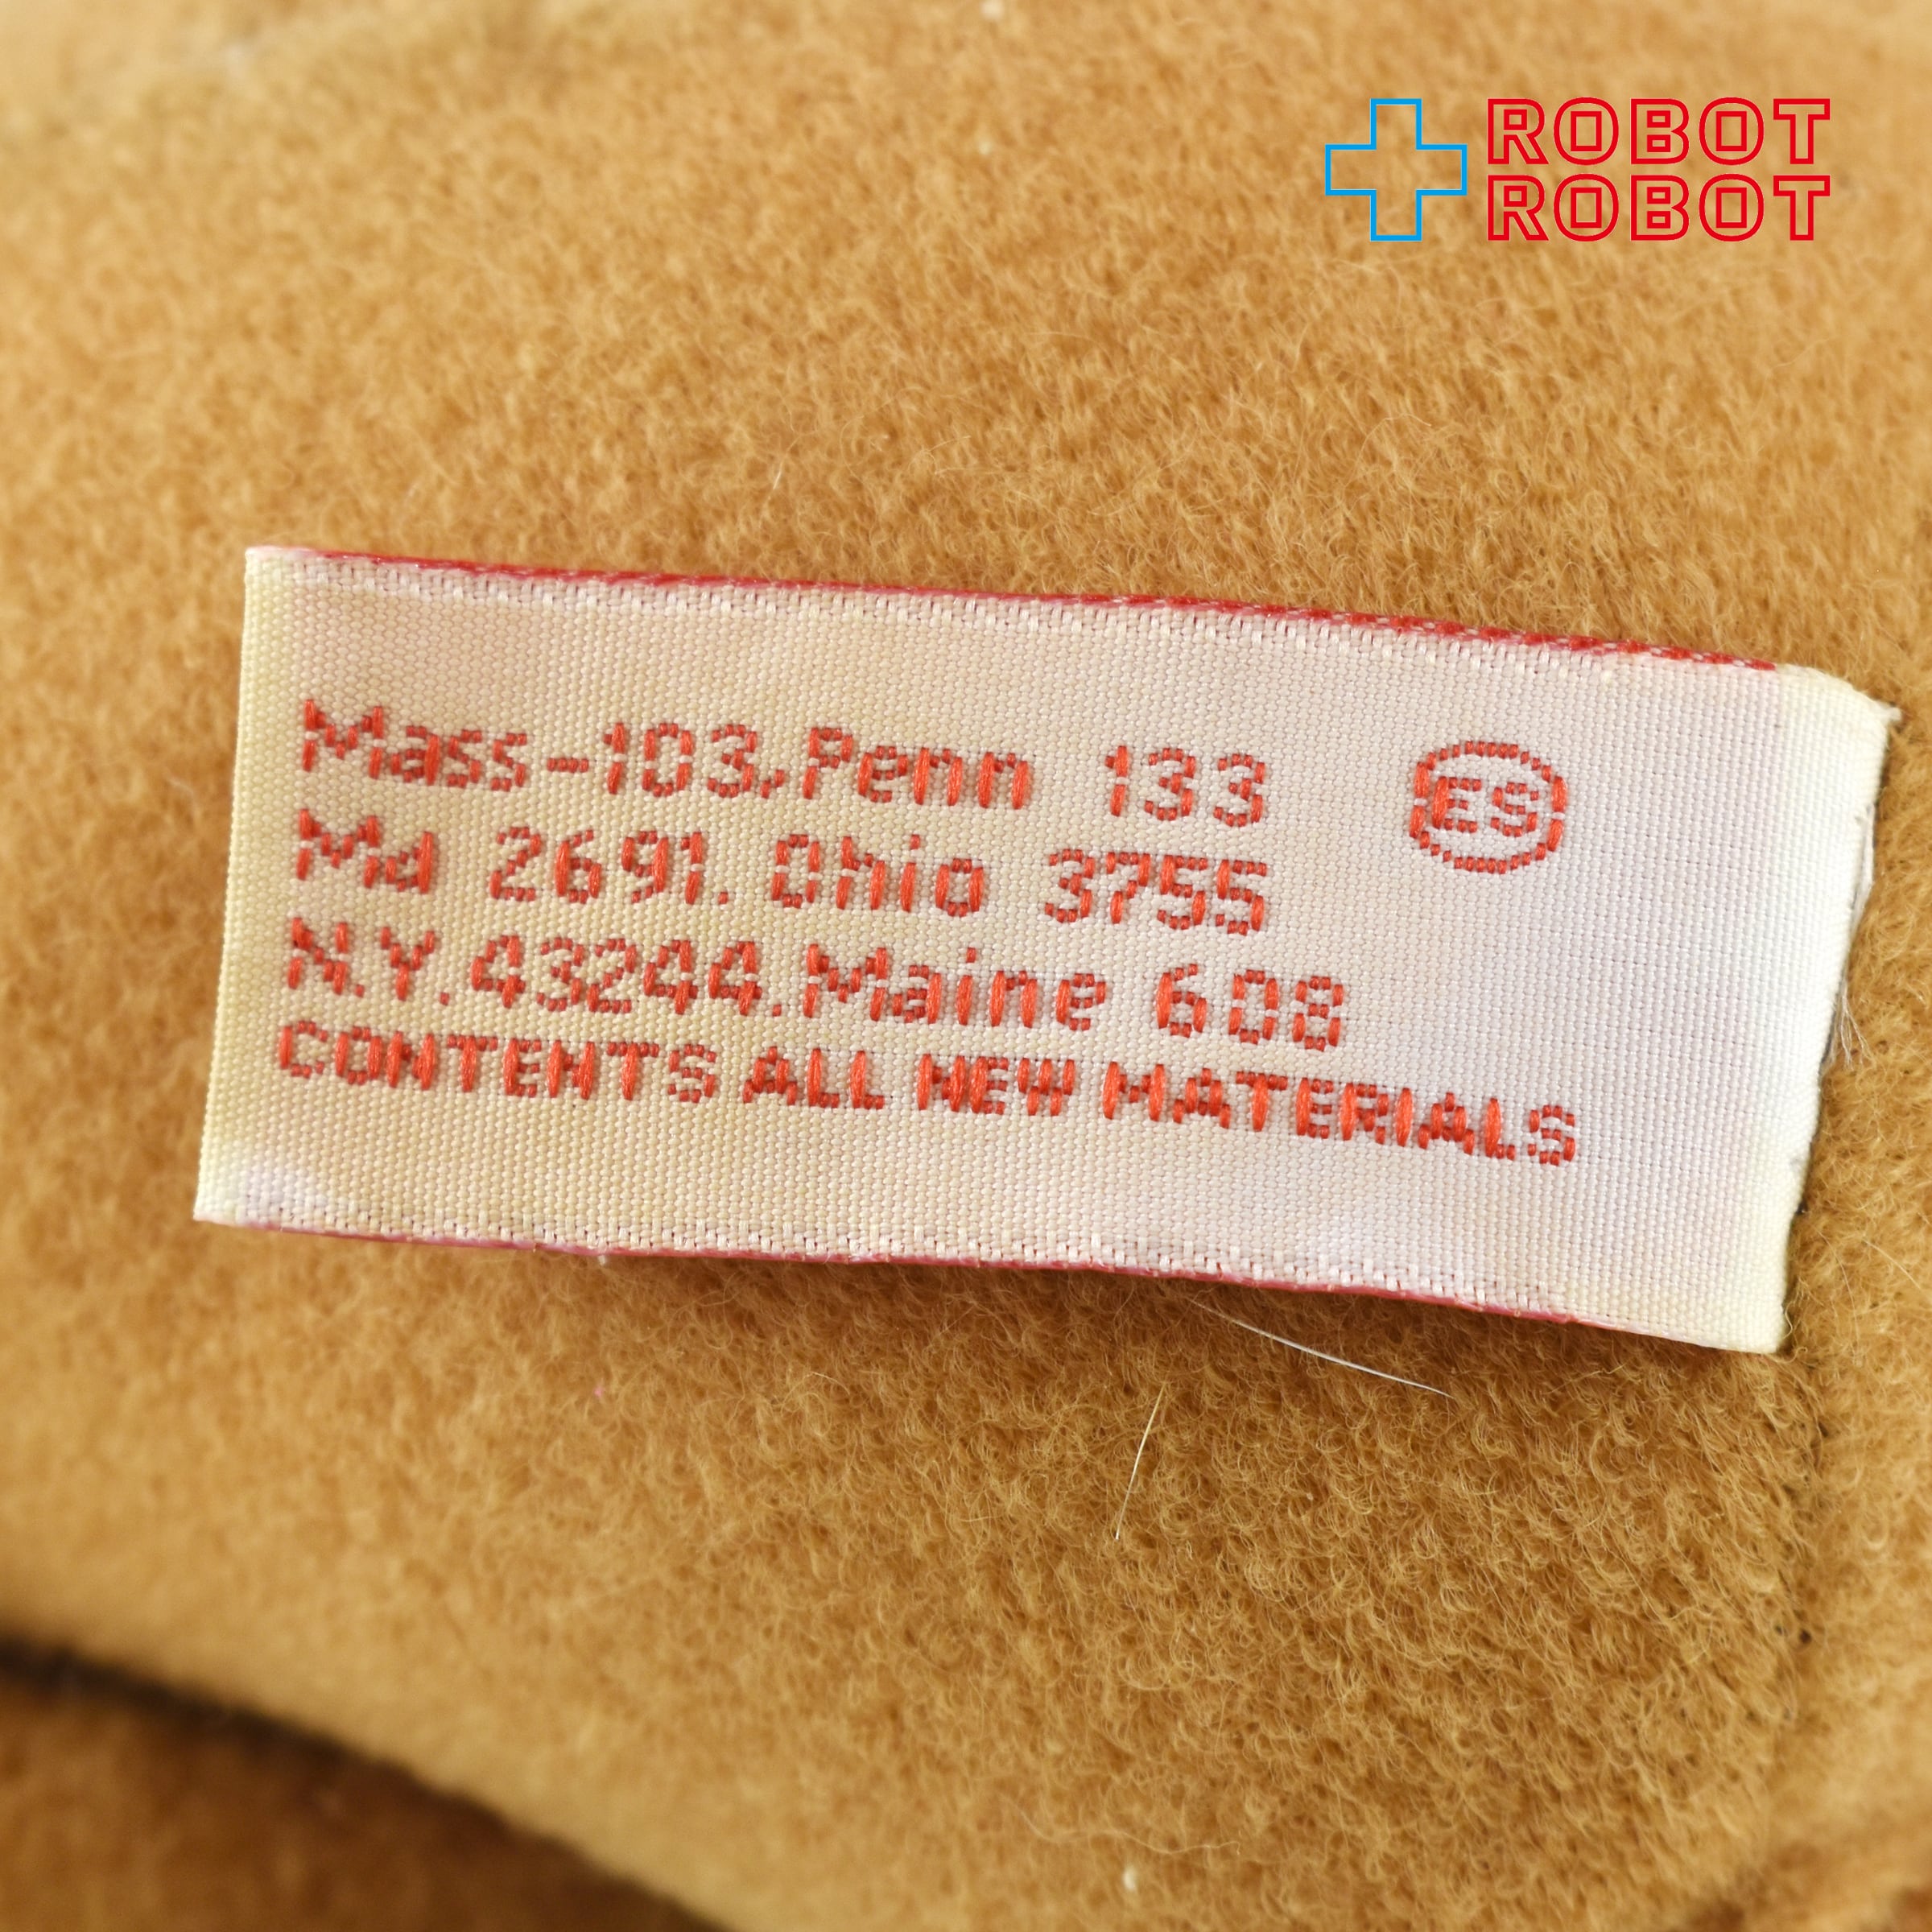 ROBOT
ROBOT
Mass-103,Penn 133
ES
Md 2691. Ohio 3755
N.Y.43244.Maine 608
CONTENTS ALL NEW MATERIALS